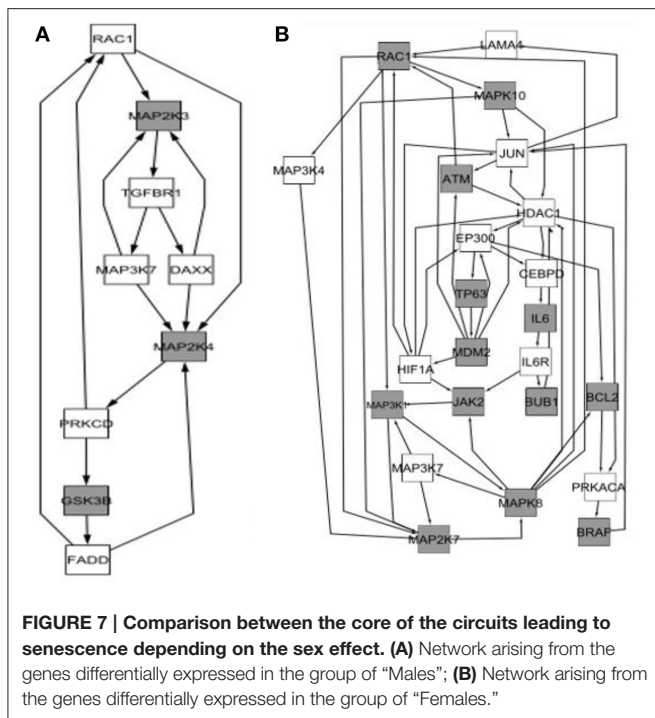 A
RAC1
MAP2K3
TGFBR1
MAP3K7
DAXX
MAP2K4
PRKCD
GSK3B
FADD
B
LAMA4
RAC1
MAPK10
JUN
MAP3K4
ATM
HDAC1
EP300
CEBPD
TP63
IL6
MDM2
IL6R
HIF1A
MAP3K1
JAK2
BUB1
BCL2
MAP3K7
PRKACA
MAPK8
BRAF
MAP2K7
FIGURE 7 | Comparison between the core of the circuits leading to
senescence depending on the sex effect. (A) Network arising from the
genes differentially expressed in the group of “Males”; (B) Network arising from
the genes differentially expressed in the group of “Females.”